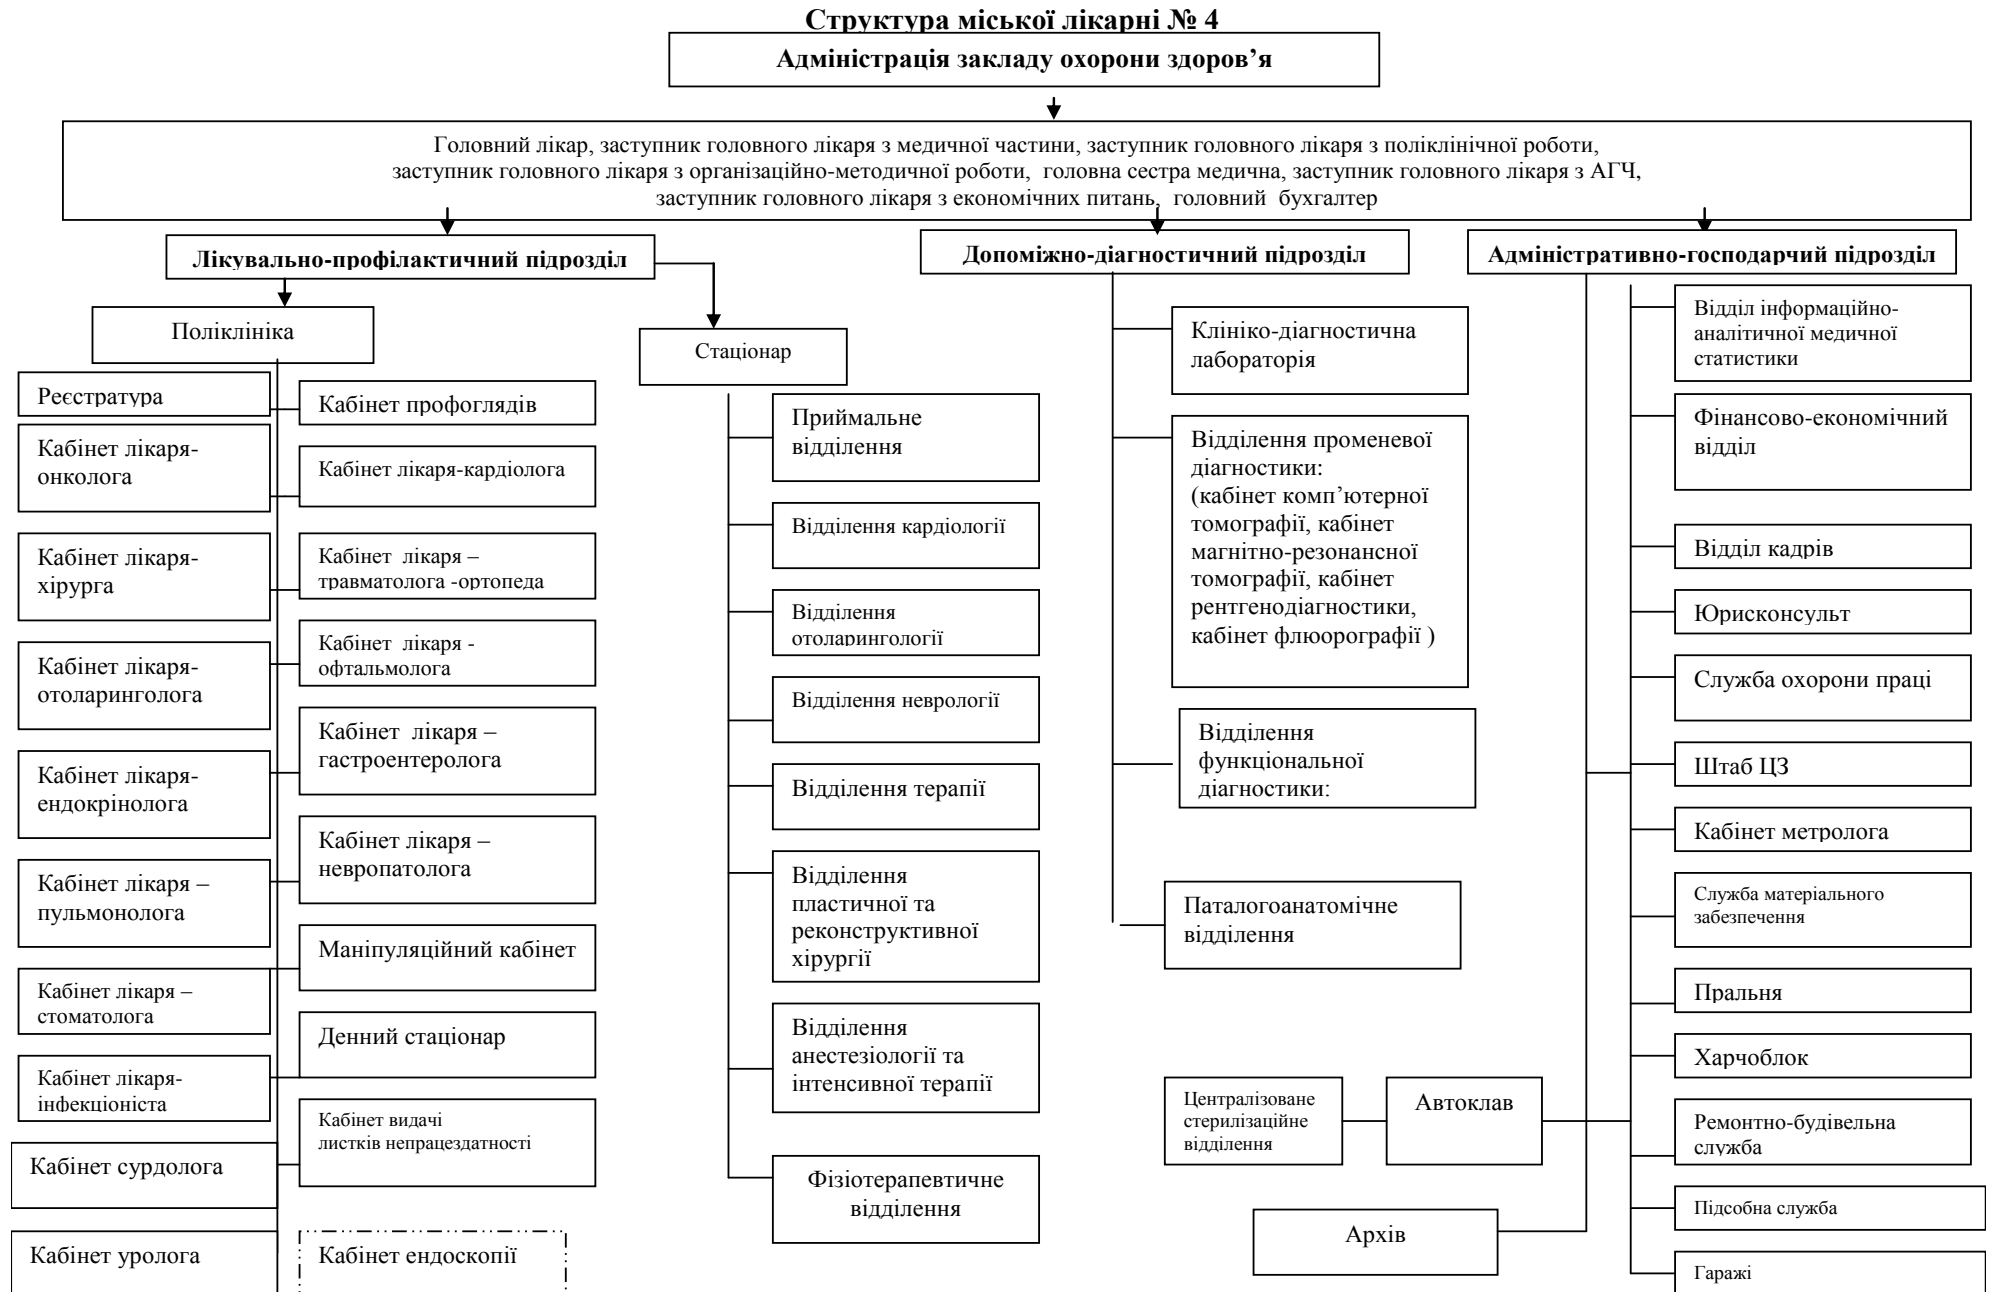 Структура міської лікарні № 4
Адміністрація закладу охорони здоров’я
Головний лікар, заступник головного лікаря з медичної частини, заступник головного лікаря з поліклінічної роботи,
заступник головного лікаря з організаційно-методичної роботи, головна сестра медична, заступник головного лікаря з АГЧ,
заступник головного лікаря з економічних питань, головний бухгалтер
Лікувально-профілактичний підрозділ
Поліклініка
Реєстратура
Кабінет лікаря-
онколога
Кабінет лікаря-
хірурга
Кабінет лікаря-
отоларинголога
Кабінет лікаря-
ендокрінолога
Кабінет лікаря –
пульмонолога
Кабінет лікаря –
стоматолога
Кабінет лікаря-
інфекціоніста
Кабінет сурдолога
Кабінет уролога
Кабінет профоглядів
Кабінет лікаря-кардіолога
Кабінет лікаря –
травматолога -ортопеда
Кабінет лікаря -
офтальмолога
Кабінет лікаря –
гастроентеролога
Кабінет лікаря –
невропатолога
Маніпуляційний кабінет
Денний стаціонар
Кабінет видачі
листків непрацездатності
Кабінет ендоскопії
Стаціонар
Приймальне
відділення
Відділення кардіології
Відділення
отоларингології
Відділення неврології
Відділення терапії
Відділення
пластичної та
реконструктивної
хірургії
Відділення
анестезіології та
інтенсивної терапії
Фізіотерапевтичне
відділення
Допоміжно-діагностичний підрозділ
Клініко-діагностична
лабораторія
Відділення променевої
діагностики:
(кабінет комп’ютерної
томографії, кабінет
магнітно-резонансної
томографії, кабінет
рентгенодіагностики,
кабінет флюорографії )
Відділення
функціональної
діагностики:
Паталогоанатомічне
відділення
Централізоване
стерилізаційне
відділення
Автоклав
Архів
Адміністративно-господарчий підрозділ
Відділ інформаційно-
аналітичної медичної
статистики
Фінансово-економічний
відділ
Відділ кадрів
Юрисконсульт
Служба охорони праці
Штаб ЦЗ
Кабінет метролога
Служба матеріального
забезпечення
Пральня
Харчоблок
Ремонтно-будівельна
служба
Підсобна служба
Гаражі